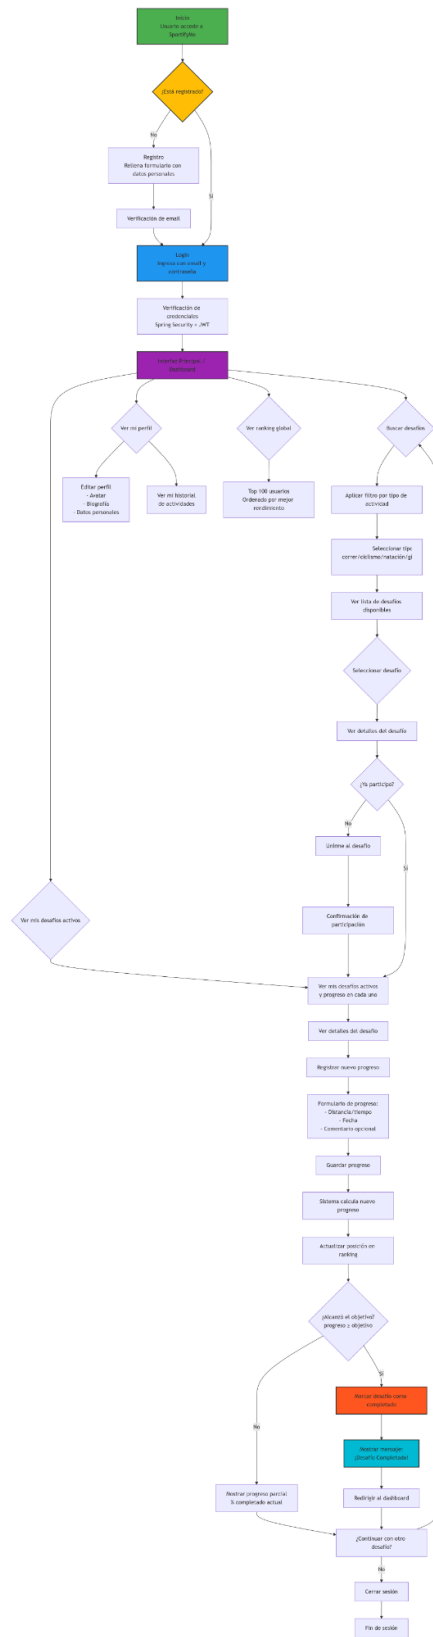 Inicio
Usuario accede a
SportifyMe
¿Está registrado?
No
Sí
Registro
Rellena formulario con
datos personales
Verificación de email
Login
Ingresa con email y
contraseña
Verificación de
credenciales
Spring Security + JWT
Interfaz Principal /
Dashboard
Ver mi perfil
Ver ranking global
Buscar desafíos
Editar perfil
- Avatar
- Biografía
- Datos personales
Ver mi historial
de actividades
Top 100 usuarios
Ordenado por mejor
rendimiento
Aplicar filtro por tipo de
actividad
Seleccionar tipo:
correr/ciclismo/natación/gi
Ver lista de desafíos
disponibles
Seleccionar desafío
Ver detalles del desafío
¿Ya participa?
No
Sí
Unirme al desafío
Confirmación de
participación
Ver mis desafíos activos
Ver mis desafíos activos
y progreso en cada uno
Ver detalles del desafío
Registrar nuevo progreso
Formulario de progreso:
- Distancia/tiempo
- Fecha
- Comentario opcional
Guardar progreso
Sistema calcula nuevo
progreso
Actualizar posición en
ranking
¿Alcanzó el objetivo?
progreso ≥ objetivo
Sí
No
Marcar desafío como
completado
Mostrar mensaje:
¡Desafío Completado!
Mostrar progreso parcial
% completado actual
Redirigir al dashboard
¿Continuar con otro
desafío?
No
Cerrar sesión
Fin de sesión